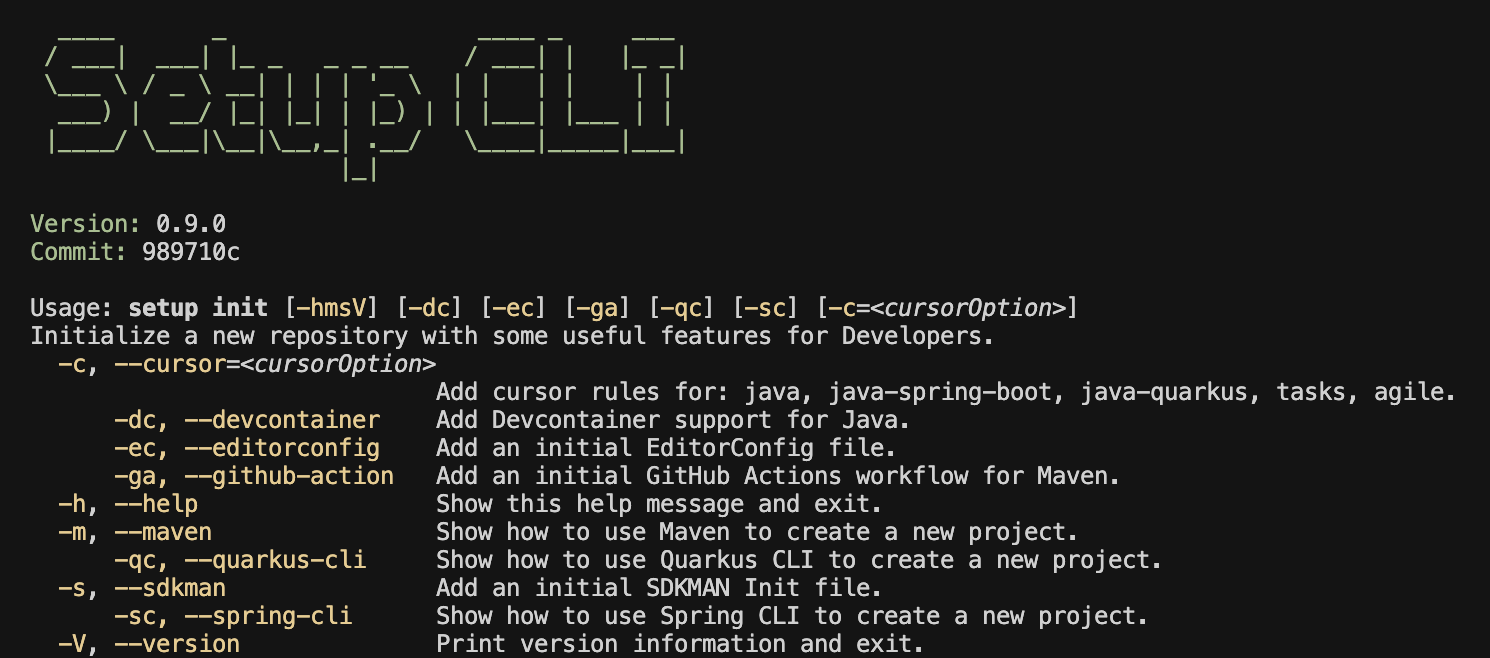 Setup CLI
Version: 0.9.0
Commit: 989710c
Usage: setup init [-hmsV] [-dc] [-ec] [-ga] [-qc] [-sc] [-c=<cursorOption>]
Initialize a new repository with some useful features for Developers.
-c, --cursor=<cursorOption>
Add cursor rules for: java, java-spring-boot, java-quarkus, tasks, agile.
-dc, --devcontainer Add Devcontainer support for Java.
-ec, --editorconfig Add an initial EditorConfig file.
-ga, --github-action Add an initial GitHub Actions workflow for Maven.
-h, --help Show this help message and exit.
-m, --maven Show how to use Maven to create a new project.
-qc, --quarkus-cli Show how to use Quarkus CLI to create a new project.
-s, --sdkman Add an initial SDKMAN Init file.
-sc, --spring-cli Show how to use Spring CLI to create a new project.
-V, --version Print version information and exit.